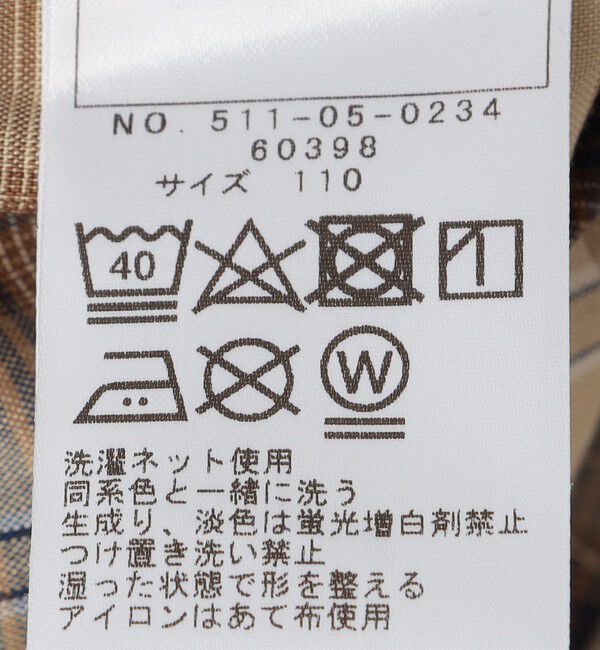 NO. 511-05-0234
60398
サイズ 110
40
W
洗濯ネット使用
同系色と一緒に洗う
生成り、淡色は蛍光増白剤禁止
つけ置き洗い禁止
湿った状態で形を整える
アイロンはあて布使用